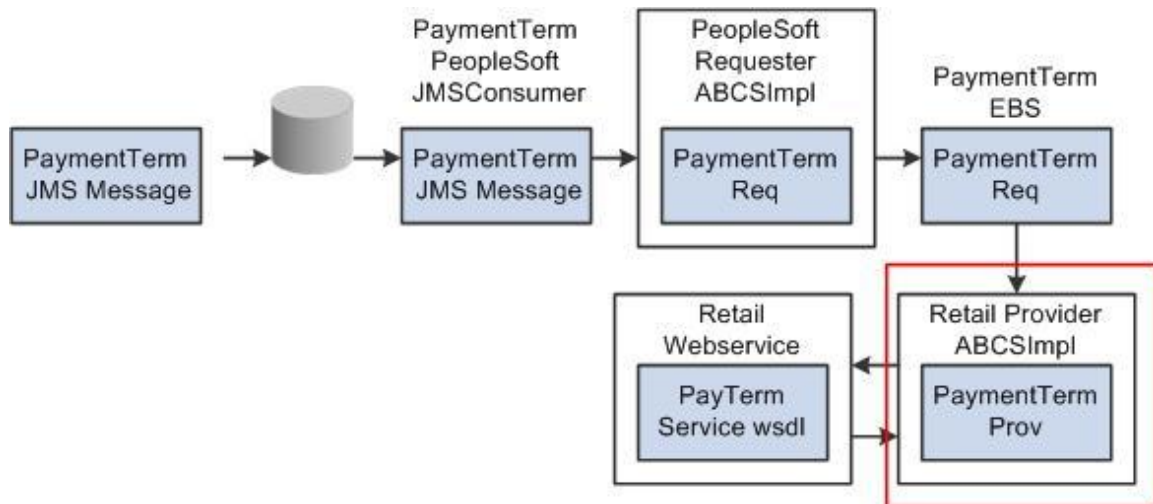 PaymentTerm
JMS Message
PaymentTerm
PeopleSoft
JMSConsumer
PaymentTerm
JMS Message
PeopleSoft
Requester
ABCSImpl
PaymentTerm
Req
PaymentTerm
EBS
PaymentTerm
Req
Retail
Webservice
PayTerm
Service wsdl
Retail Provider
ABCSImpl
PaymentTerm
Prov